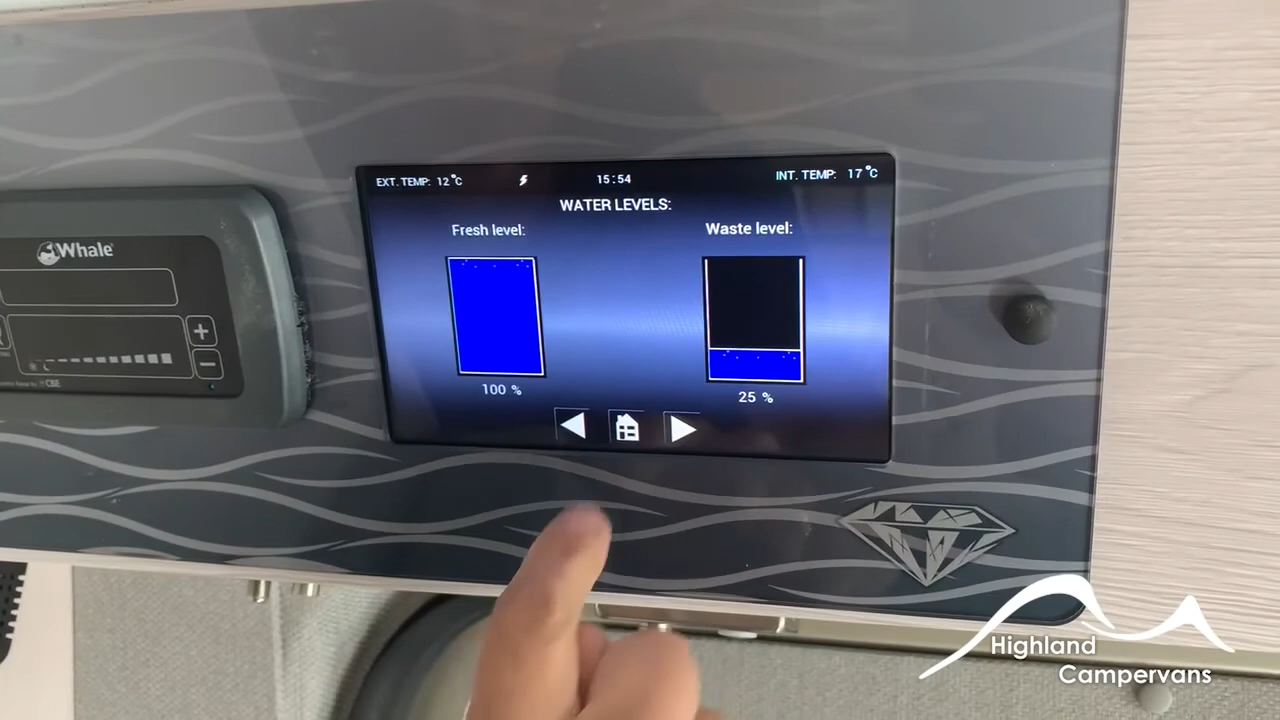 EXT. TEMP: 12°C
15:54
INT. TEMP: 17°C
WATER LEVELS:
Fresh level:
Waste level:
100 %
25 %
Whale®
+
−
CBE
Highland
Campervans